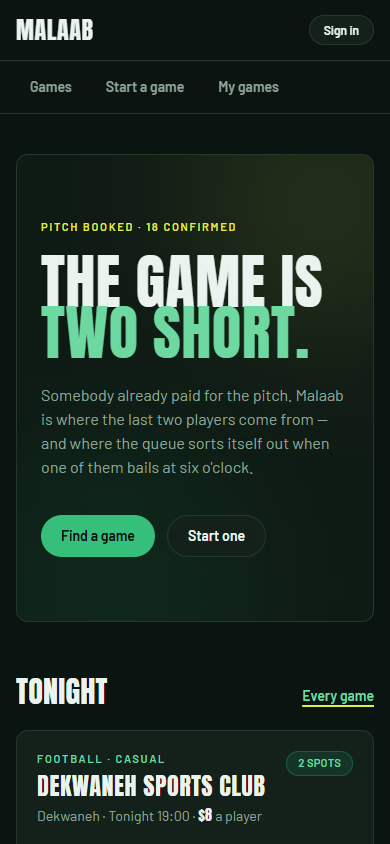 MALAAB
Sign in
Games
Start a game
My games
PITCH BOOKED · 18 CONFIRMED
THE GAME IS
TWO SHORT.
Somebody already paid for the pitch. Malaab
is where the last two players come from —
and where the queue sorts itself out when
one of them bails at six o'clock.
Find a game
Start one
TONIGHT
Every game
FOOTBALL · CASUAL
2 SPOTS
DEKWANEH SPORTS CLUB
Dekwaneh · Tonight 19:00 · $8 a player